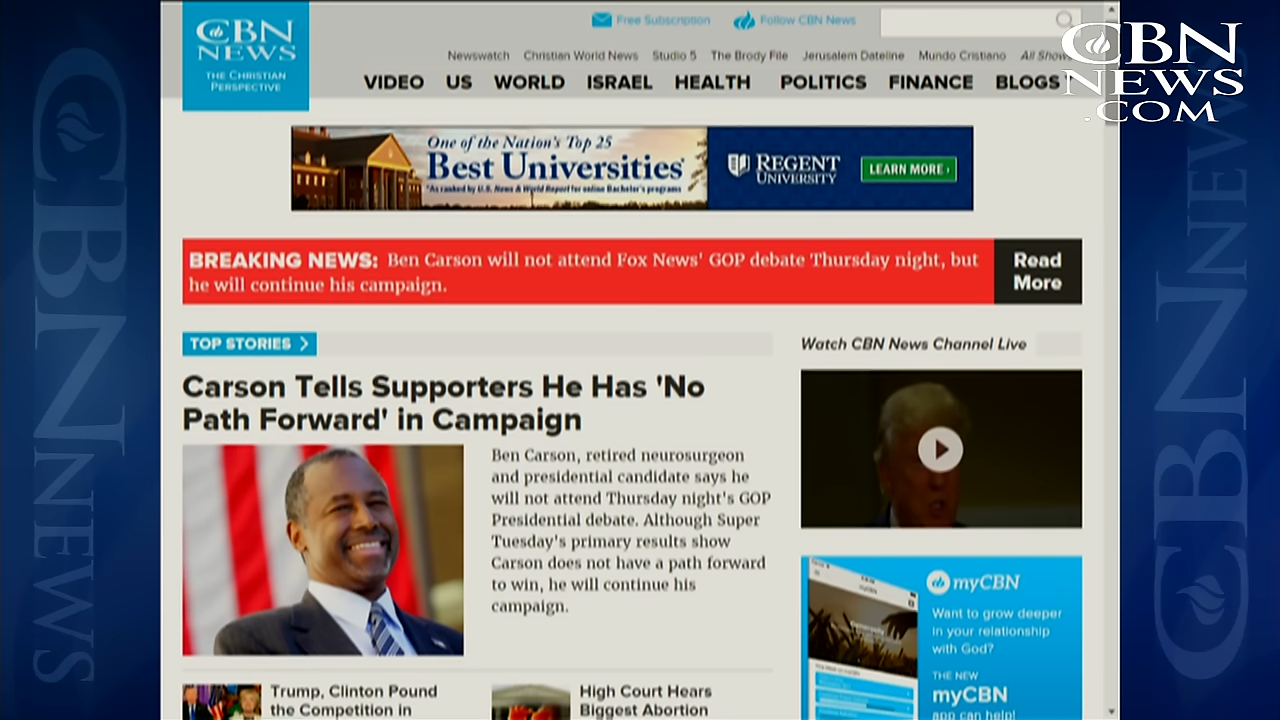 CBN
NEWS
THE CHRISTIAN
PERSPECTIVE
Free Subscription
Follow CBN News
Newswatch Christian World News Studio 5 The Brody File Jerusalem Dateline Mundo Cristiano All Shows
VIDEO US WORLD ISRAEL HEALTH POLITICS FINANCE BLOGS
CBN
NEWS
.COM
One of the Nation's Top 25
Best Universities*
*As ranked by U.S. News & World Report for online Bachelor's programs
REGENT
UNIVERSITY
LEARN MORE ›
BREAKING NEWS: Ben Carson will not attend Fox News' GOP debate Thursday night, but
he will continue his campaign.
Read
More
TOP STORIES
Watch CBN News Channel Live
Carson Tells Supporters He Has 'No
Path Forward' in Campaign
Ben Carson, retired neurosurgeon
and presidential candidate says he
will not attend Thursday night's GOP
Presidential debate. Although Super
Tuesday's primary results show
Carson does not have a path forward
to win, he will continue his
campaign.
myCBN
Want to grow deeper
in your relationship
with God?
THE NEW
myCBN
app can help!
Trump, Clinton Pound
the Competition in
High Court Hears
Biggest Abortion
CBN NEWS
CBN NEWS